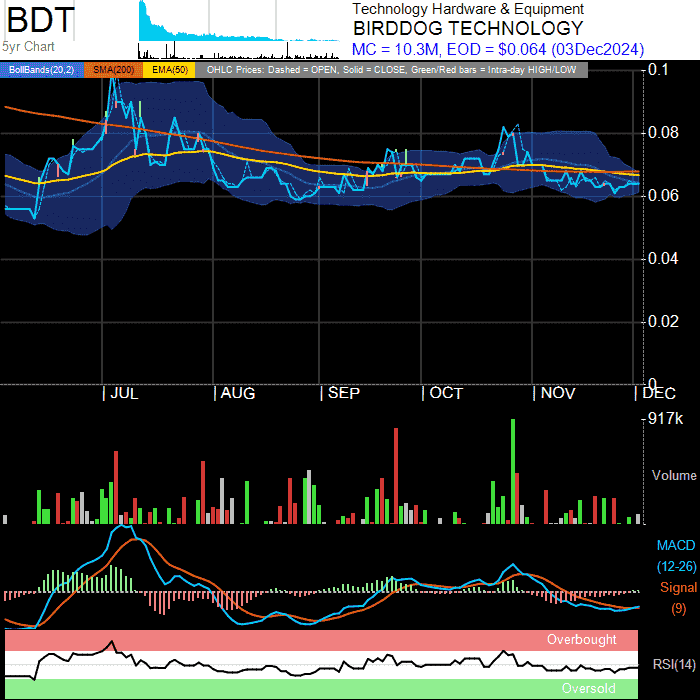 BDT
5yr Chart
Technology Hardware & Equipment
BIRDDOG TECHNOLOGY
MC = 10.3M, EOD = $0.064 (03Dec2024)
BollBands(20,2) SMA(200) EMA(50) OHLC Prices: Dashed = OPEN, Solid = CLOSE, Green/Red bars = Intra-day HIGH/LOW
0.1
0.08
0.06
0.04
0.02
0
JUL AUG SEP OCT NOV DEC
917k
Volume
MACD
(12-26)
Signal
(9)
Overbought
RSI(14)
Oversold